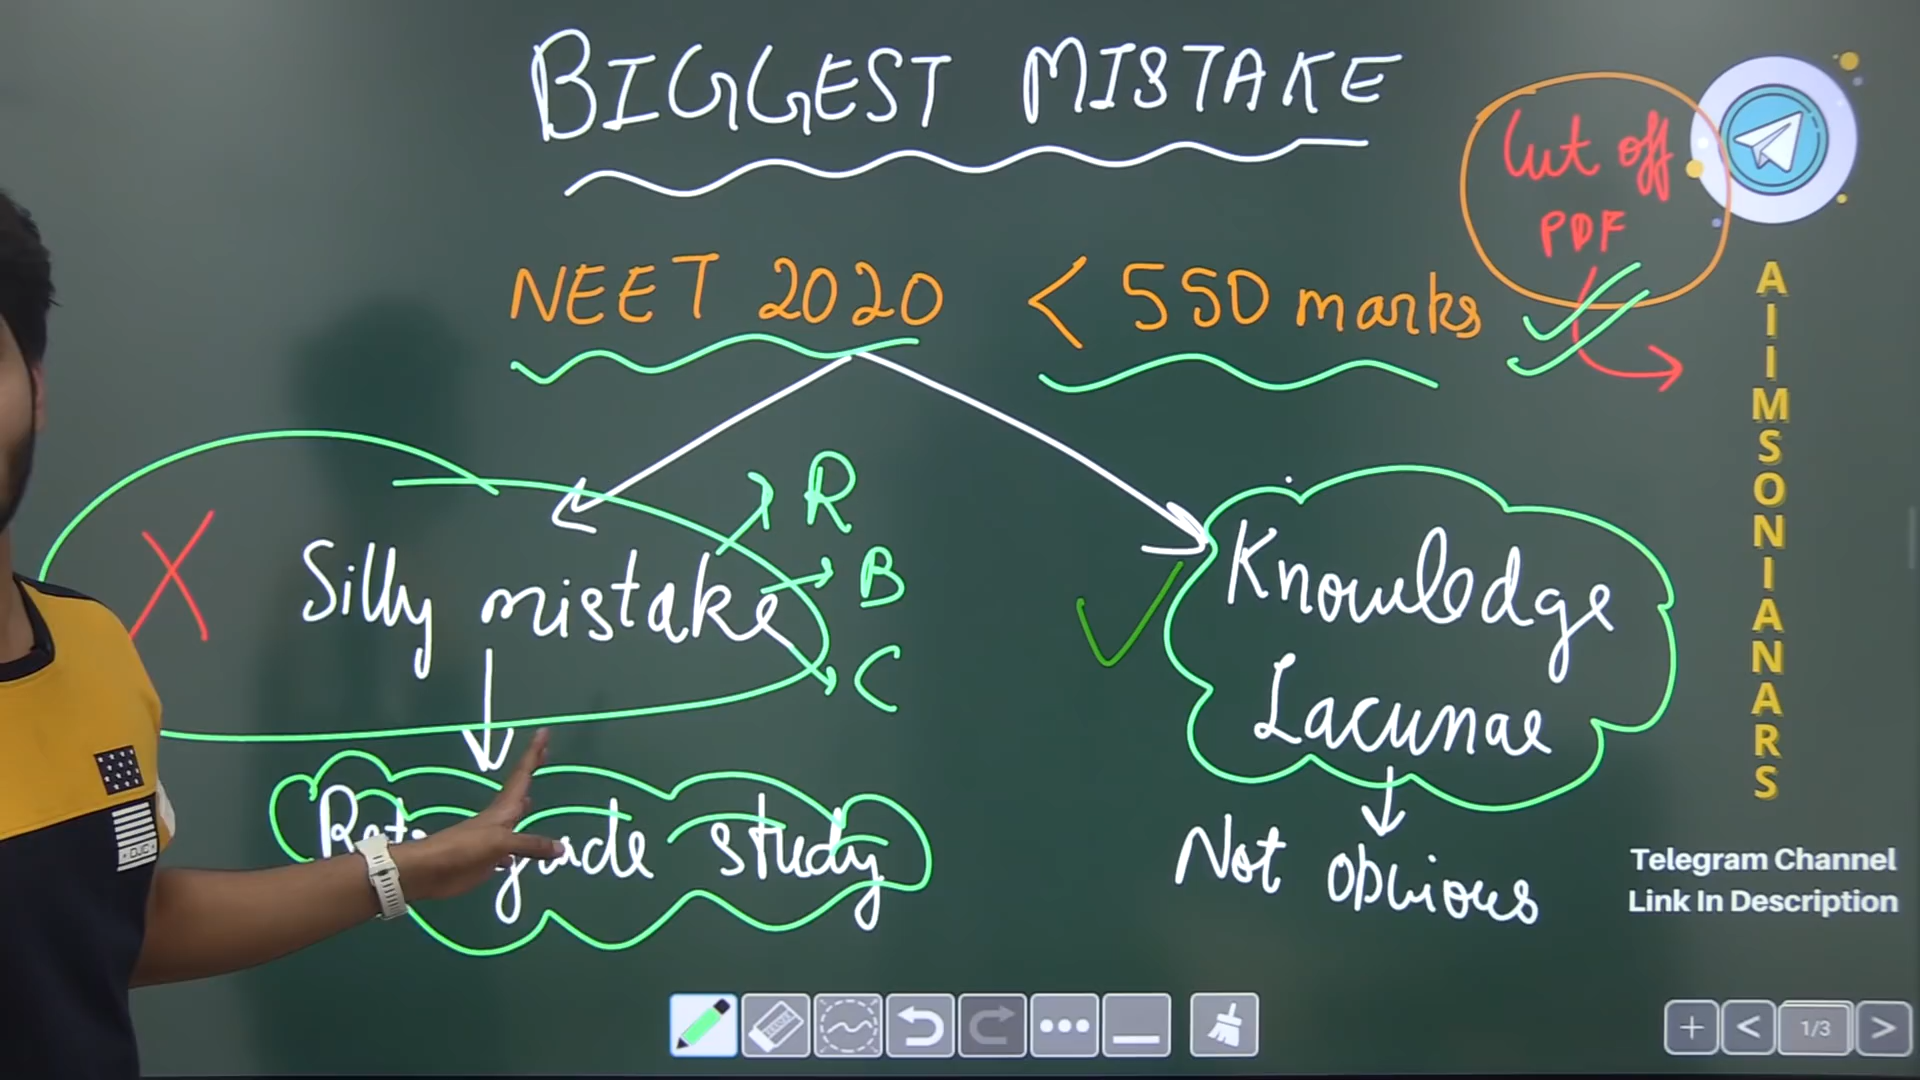 BIGGEST MISTAKE
Cut off
PDF
NEET 2020 < 550 marks
AIIMSONIANARS
R
X Silly mistake B
C
Knowledge
Lacunae
study
Not Obvious
Telegram Channel
Link In Description
DJC
1/3